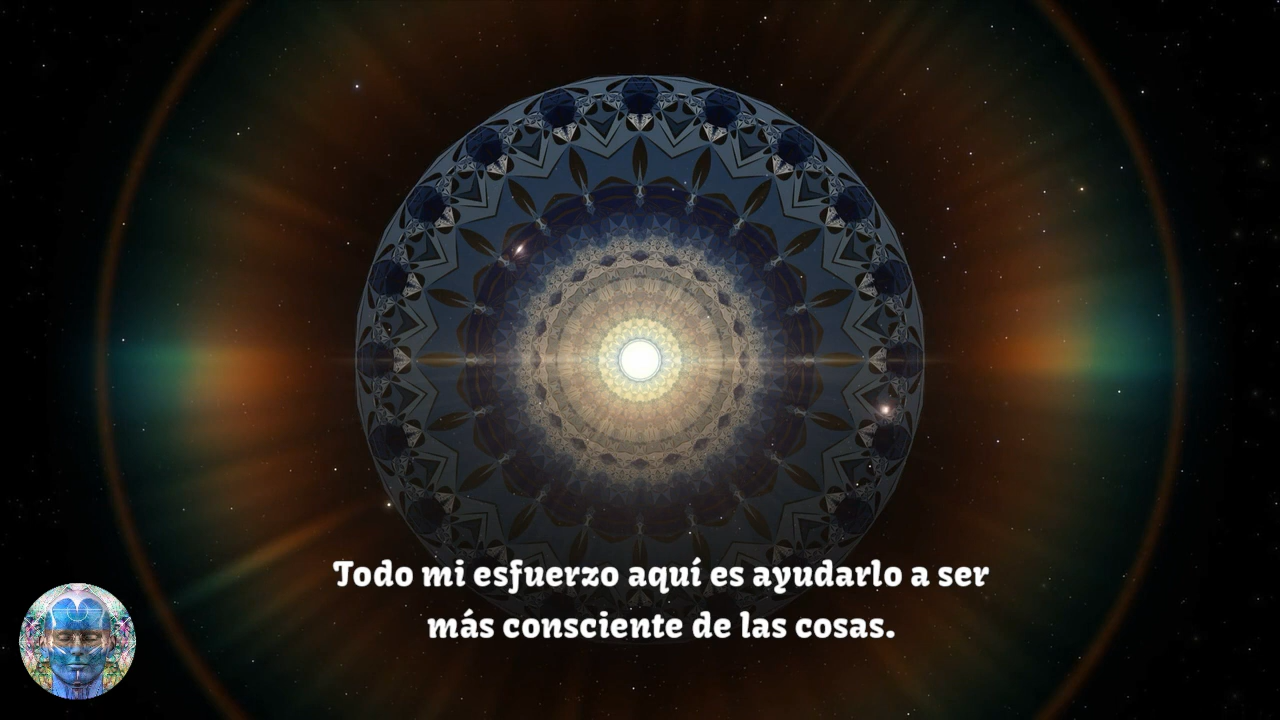 Todo mi esfuerzo aquí es ayudarlo a ser
más consciente de las cosas.